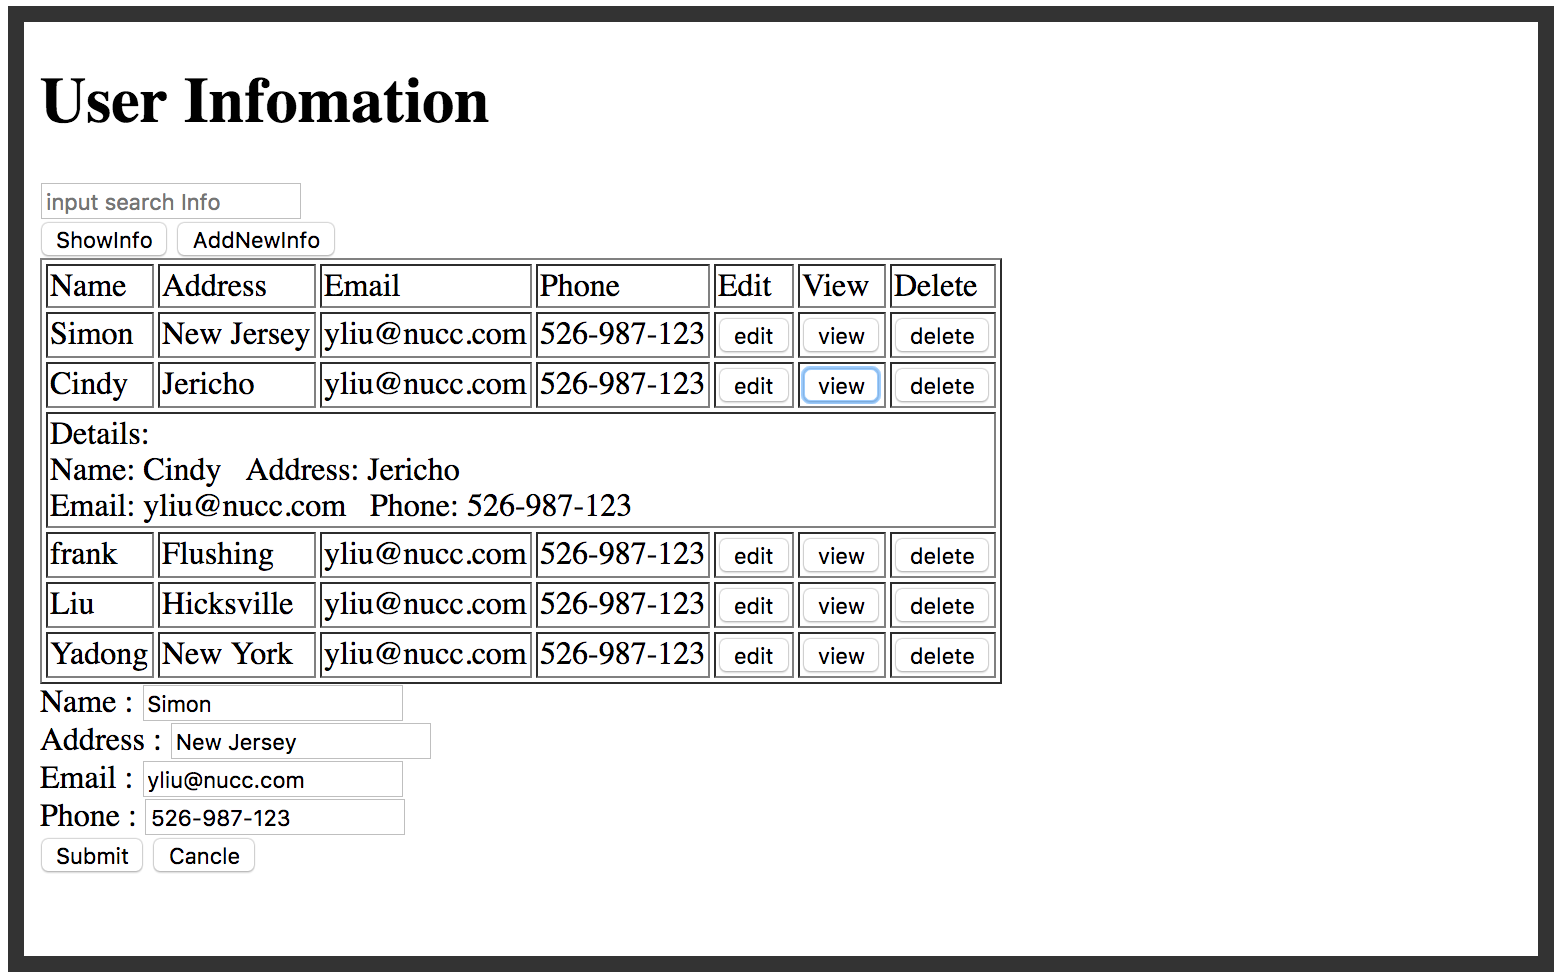 User Infomation
input search Info
ShowInfo AddNewInfo
Name Address Email Phone Edit View Delete
Simon New Jersey yliu@nucc.com 526-987-123 edit view delete
Cindy Jericho yliu@nucc.com 526-987-123 edit view delete
Details:
Name: Cindy Address: Jericho
Email: yliu@nucc.com Phone: 526-987-123
frank Flushing yliu@nucc.com 526-987-123 edit view delete
Liu Hicksville yliu@nucc.com 526-987-123 edit view delete
Yadong New York yliu@nucc.com 526-987-123 edit view delete
Name : Simon
Address : New Jersey
Email : yliu@nucc.com
Phone : 526-987-123
Submit Cancle